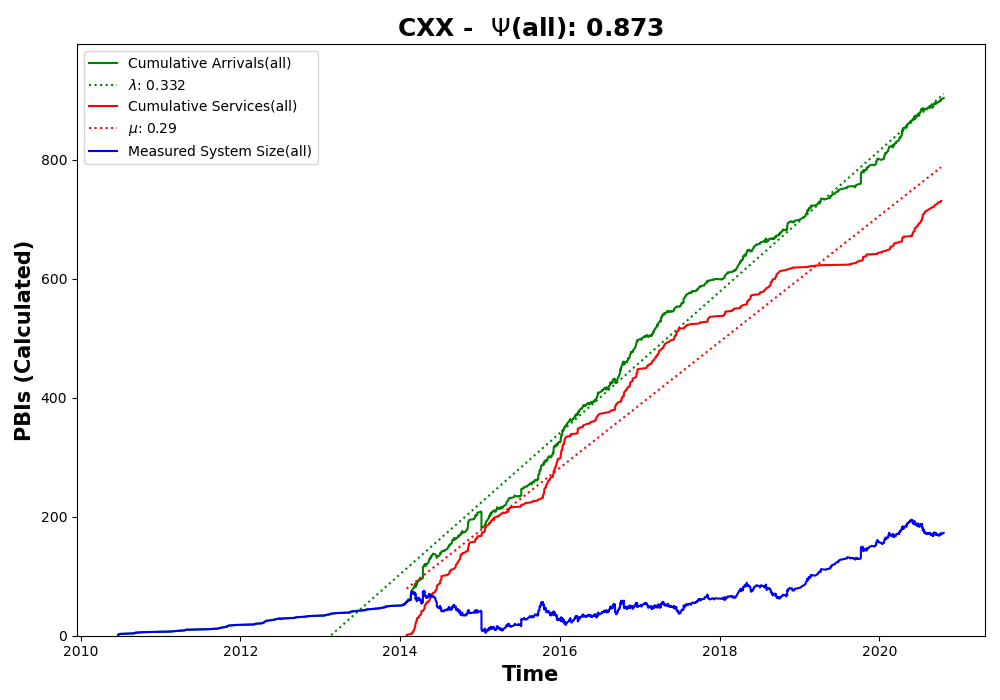 CXX - Ψ(all): 0.873
Cumulative Arrivals(all)
λ: 0.332
Cumulative Services(all)
μ: 0.29
Measured System Size(all)
PBIs (Calculated)
800
600
400
200
0
2010 2012 2014 2016 2018 2020
Time